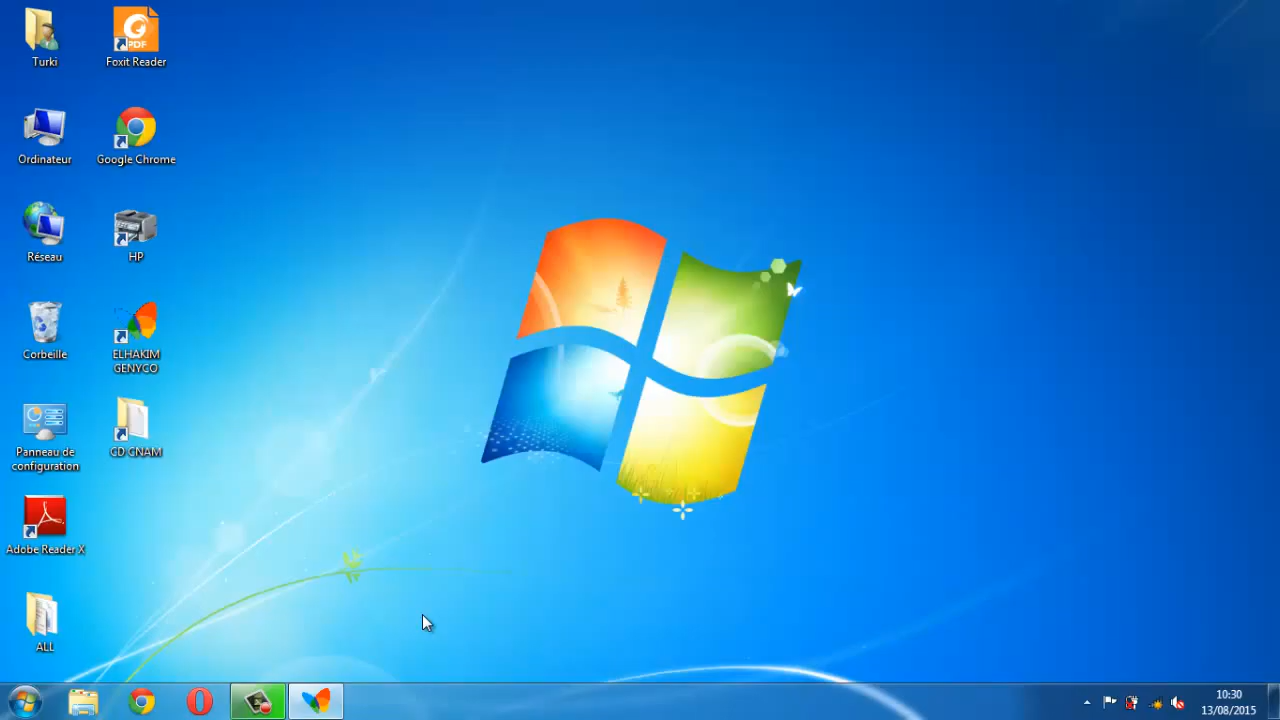 Turki
Foxit Reader
Ordinateur
Google Chrome
Réseau
HP
Corbeille
ELHAKIM
GENYCO
Panneau de
configuration
CD CNAM
Adobe Reader X
ALL
PDF
10:30
13/08/2015